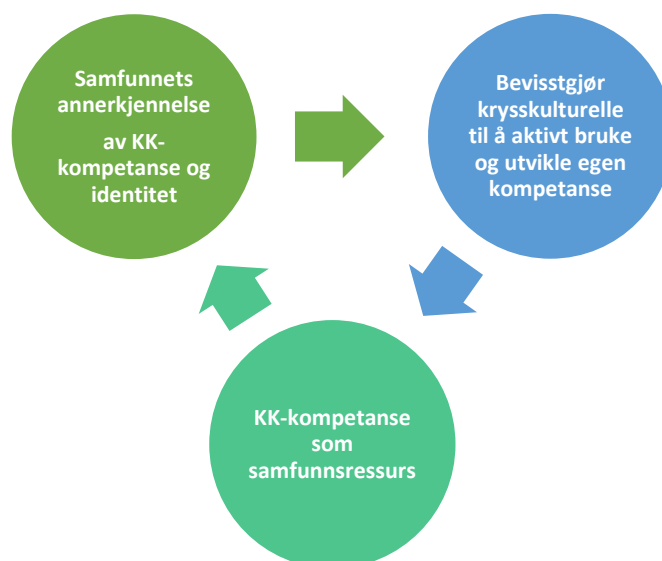 Samfunnets
annerkjennelse
av KK-
kompetanse og
identitet
Bevisstgjør
krysskulturelle
til å aktivt bruke
og utvikle egen
kompetanse
KK-kompetanse
som
samfunnsressurs